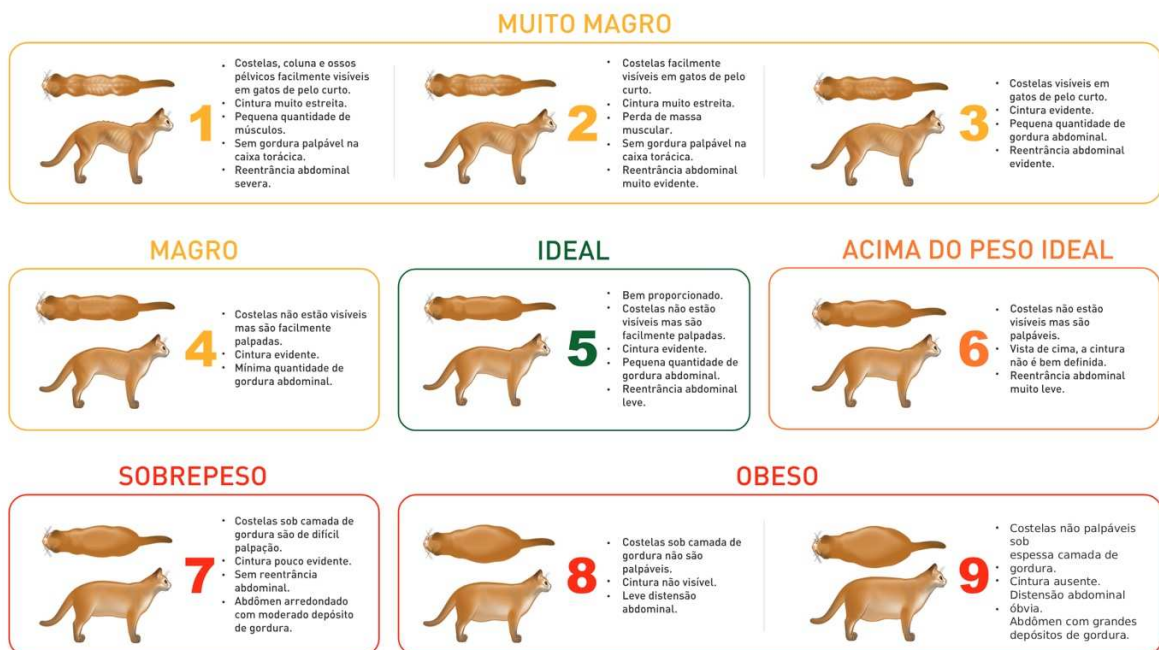 MUITO MAGRO
1
• Costelas, coluna e ossos
pélvicos facilmente visíveis
em gatos de pelo curto.
• Cintura muito estreita.
• Pequena quantidade de
músculos.
• Sem gordura palpável na
caixa torácica.
• Reentrância abdominal
severa.
2
• Costelas facilmente
visíveis em gatos de pelo
curto.
• Cintura muito estreita.
• Perda de massa
muscular.
• Sem gordura palpável na
caixa torácica.
• Reentrância abdominal
muito evidente.
3
• Costelas visíveis em
gatos de pelo curto.
• Cintura evidente.
• Pequena quantidade de
gordura abdominal.
• Reentrância abdominal
evidente.
MAGRO
4
• Costelas não estão visíveis
mas são facilmente
palpadas.
• Cintura evidente.
• Mínima quantidade de
gordura abdominal.
IDEAL
5
• Bem proporcionado.
• Costelas não estão
visíveis mas são
facilmente palpadas.
• Cintura evidente.
• Pequena quantidade de
gordura abdominal.
• Reentrância abdominal
leve.
ACIMA DO PESO IDEAL
6
• Costelas não estão
visíveis mas são
palpáveis.
• Vista de cima, a cintura
não é bem definida.
• Reentrância abdominal
muito leve.
SOBREPESO
7
• Costelas sob camada de
gordura são de difícil
palpação.
• Cintura pouco evidente.
• Sem reentrância
abdominal.
• Abdômen arredondado
com moderado depósito
de gordura.
OBESO
8
• Costelas sob camada de
gordura não são
palpáveis.
• Cintura não visível.
• Leve distensão
abdominal.
9
• Costelas não palpáveis
sob
espessa camada de
• gordura.
• Cintura ausente.
Distensão abdominal
• óbvia.
Abdômen com grandes
depósitos de gordura.